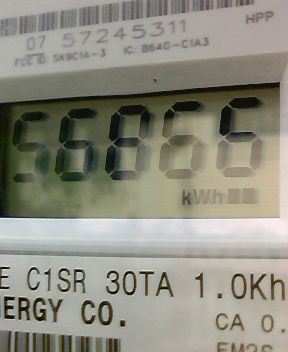 HPP
07 57245311
FCC ID: SK9C1A-3 IC: 864G-C1A3
56866
kWh
E C1SR 30TA 1.0Kh
ERGY CO.
CA 0.